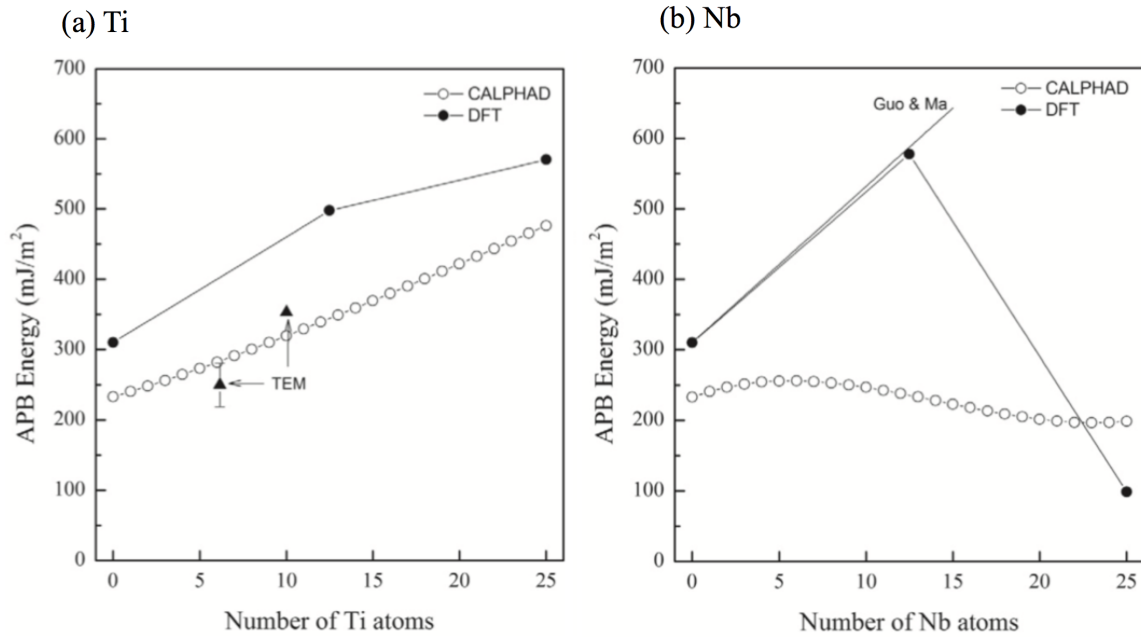 (a) Ti
700
600
500
400
300
200
100
0
APB Energy (mJ/m²)
CALPHAD
DFT
TEM
0 5 10 15 20 25
Number of Ti atoms
(b) Nb
700
600
500
400
300
200
100
0
APB Energy (mJ/m²)
Guo & Ma
CALPHAD
DFT
0 5 10 15 20 25
Number of Nb atoms